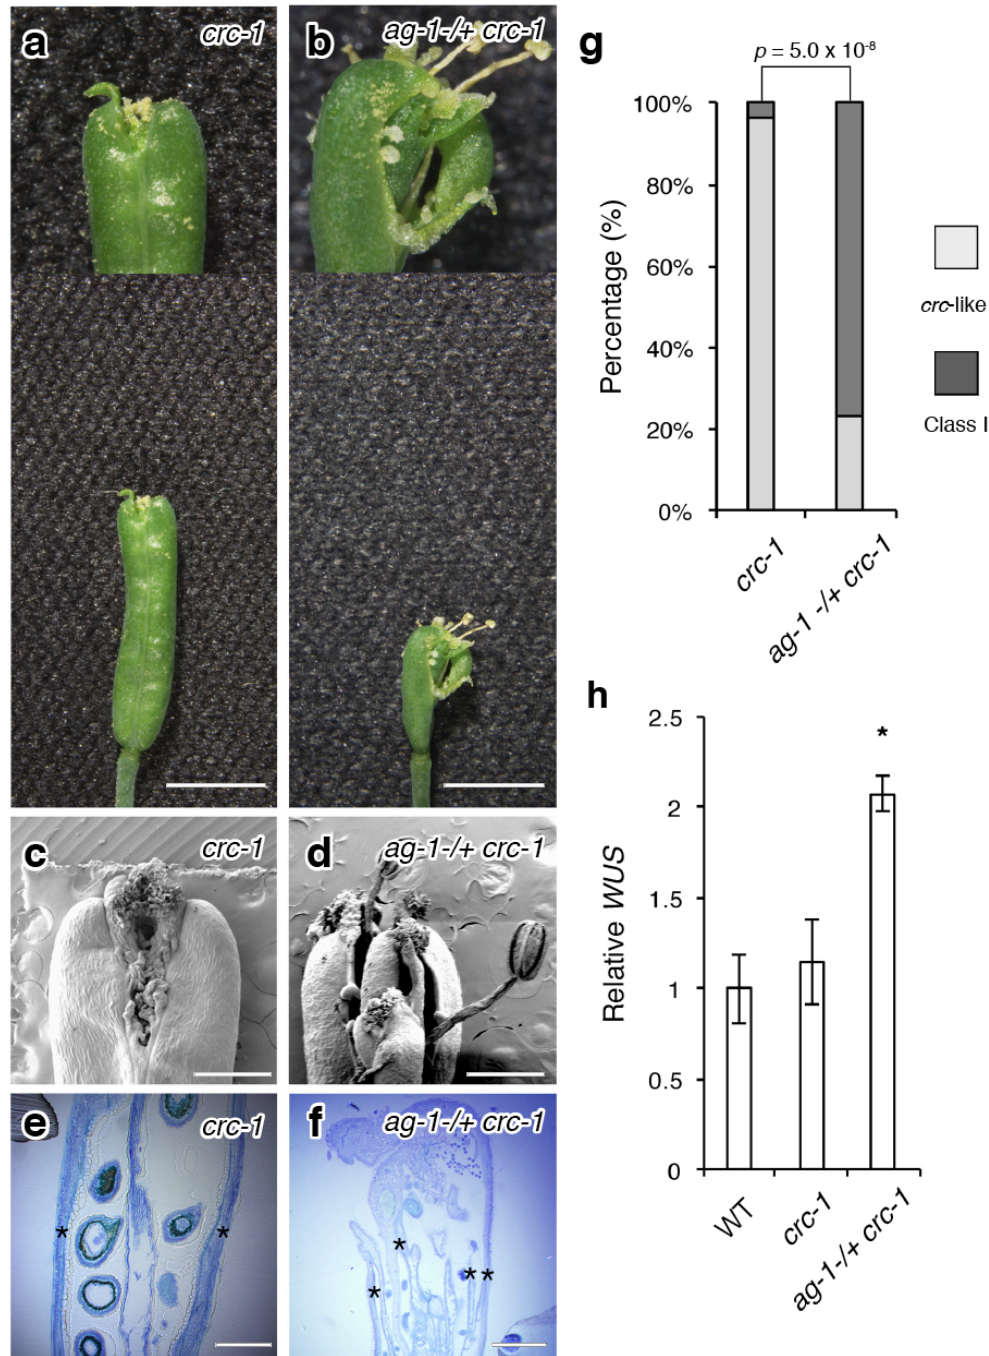 a
crc-1
b
ag-1-/+ crc-1
c
crc-1
d
ag-1-/+ crc-1
e
crc-1
*
*
f
ag-1-/+ crc-1
*
*
*
*
g
p = 5.0 x 10-8
100%
80%
60%
40%
20%
0%
Percentage (%)
crc-1
ag-1 -/+ crc-1
crc-like
Class I
h
2.5
2
1.5
1
0.5
0
Relative WUS
*
WT
crc-1
ag-1-/+ crc-1